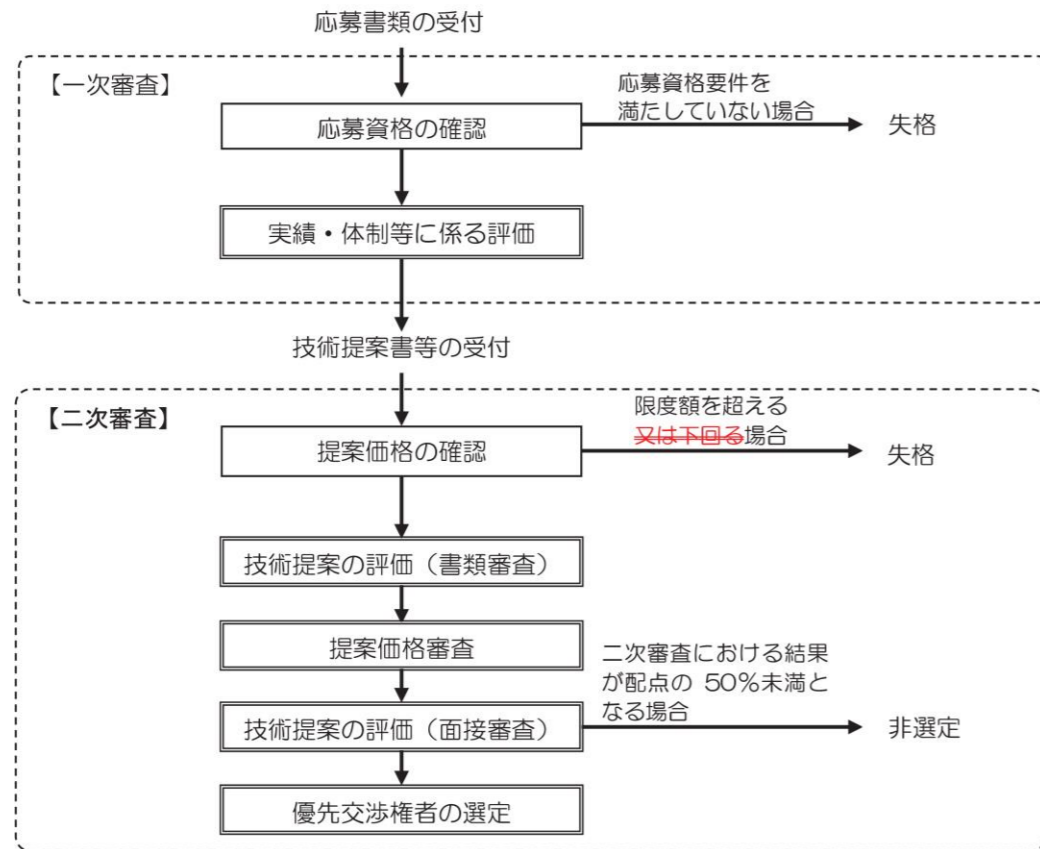 応募書類の受付
【一次審査】
応募資格要件を
満たしていない場合
応募資格の確認
失格
実績・体制等に係る評価
技術提案書等の受付
【二次審査】
限度額を超える
又は下回る場合
提案価格の確認
失格
技術提案の評価（書類審査）
提案価格審査
二次審査における結果
が配点の 50％未満と
なる場合
技術提案の評価（面接審査）
非選定
優先交渉権者の選定